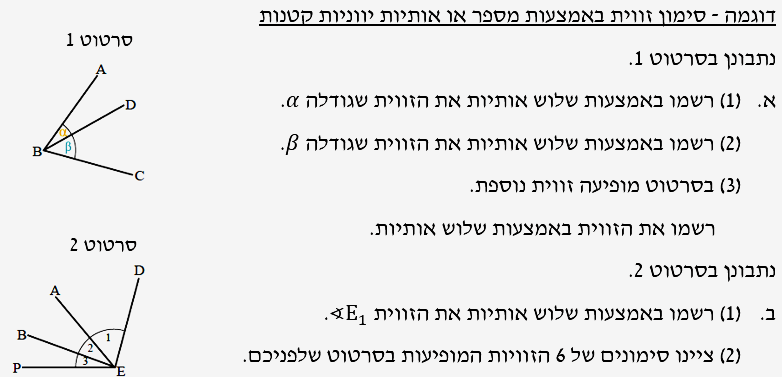 דוגמה - סימון זווית באמצעות מספר או אותיות יווניות קטנות
סרטוט 1
נתבונן בסרטוט 1.
א. (1) רשמו באמצעות שלוש אותיות את הזווית שגודלה α.
(2) רשמו באמצעות שלוש אותיות את הזווית שגודלה β.
(3) בסרטוט מופיעה זווית נוספת.
רשמו את הזווית באמצעות שלוש אותיות.
A
D
α
B
β
C
סרטוט 2
נתבונן בסרטוט 2.
ב. (1) רשמו באמצעות שלוש אותיות את הזווית ∢E₁.
(2) ציינו סימונים של 6 הזוויות המופיעות בסרטוט שלפניכם.
D
A
B
1
2
3
P
E